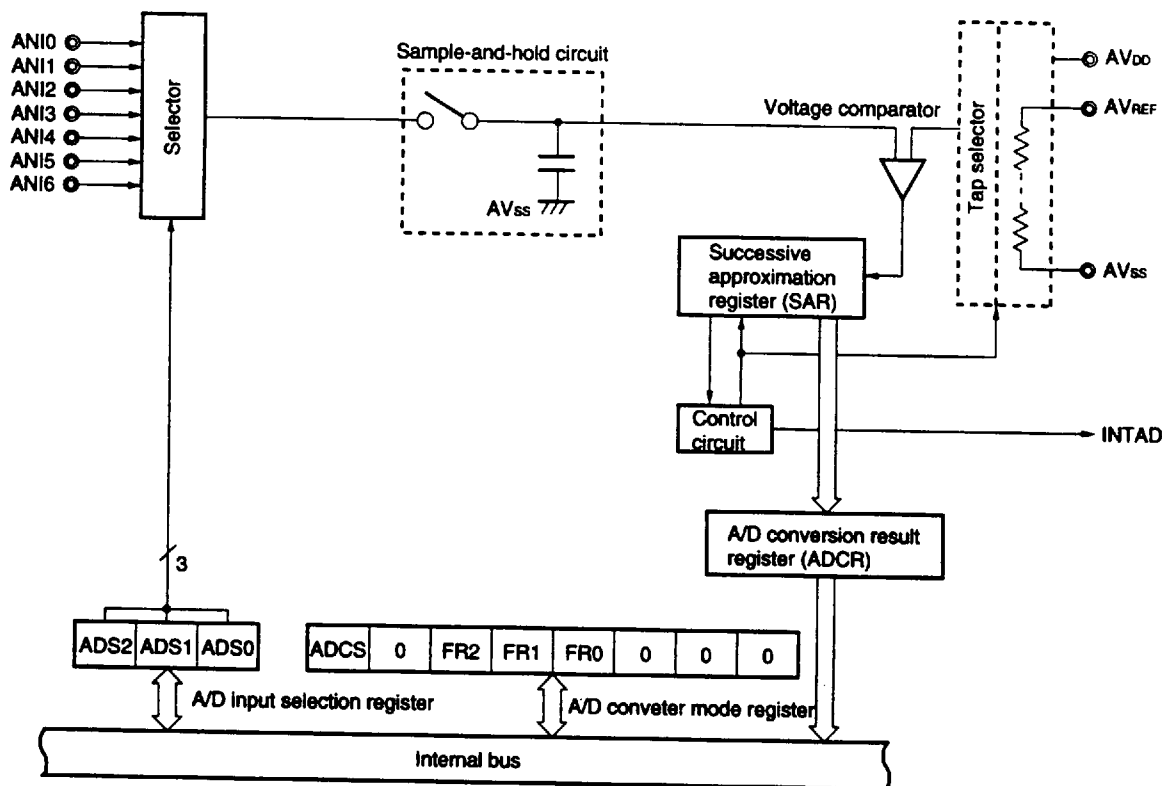 ANI0
ANI1
ANI2
ANI3
ANI4
ANI5
ANI6
Selector
Sample-and-hold circuit
AVSS
Voltage comparator
Tap selector
AVDD
AVREF
AVSS
Successive
approximation
register (SAR)
Control
circuit
INTAD
A/D conversion result
register (ADCR)
3
ADS2 ADS1 ADS0
ADCS 0 FR2 FR1 FR0 0 0 0
A/D input selection register
A/D conveter mode register
Internal bus